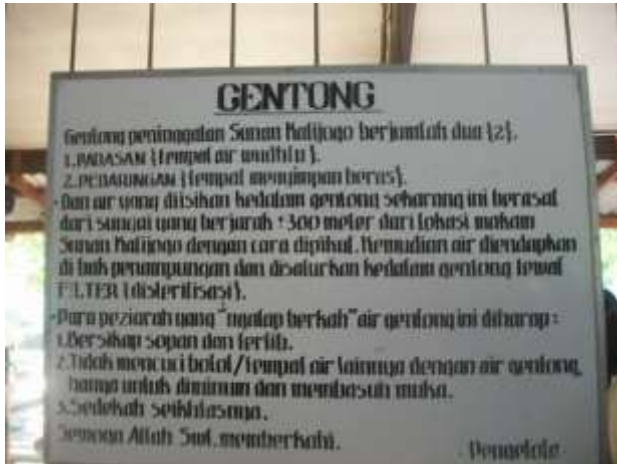 GENTONG
Gentong peninggalan Sunan Kalijogo berjumlah dua {2}.
1.PADASAN {tempat air wudhlu}.
2.PEDARINGAN {tempat menyimpan beras}.
-Dan air yang diisikan kedalam gentong sekarang ini berasal
dari sungai yang berjarak ±300 meter dari lokasi makam
Sunan Kalijogo dengan cara dipikul. Kemudian air diendapkan
di bak penampungan dan disalurkan kedalam gentong lewat
FILTER {disterilisasi}.
-Para peziarah yang "ngalap berkah" air gentong ini diharap :
1.Bersikap sopan dan tertib.
2.Tidak mencuci botol/tempat air lainnya dengan air gentong,
hanya untuk diminum dan membasuh muka.
3.Sedekah seikhlasnya.
Semoga Allah Swt. memberkahi.
- Pengelola -